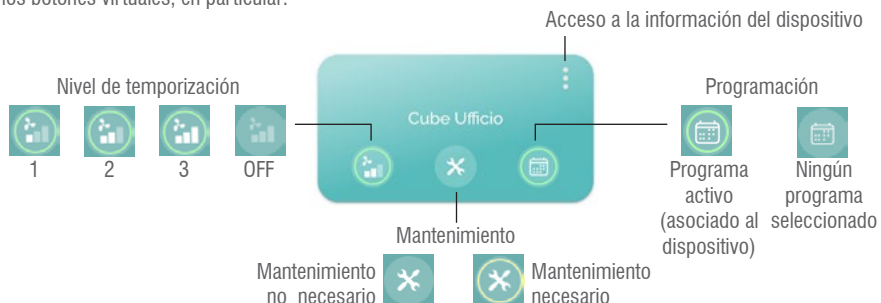 los botones virtuales, en particular:
Acceso a la información del dispositivo
Nivel de temporización
Programación
Cube Ufficio
1
2
3
OFF
Programa
activo
(asociado al
dispositivo)
Ningún
programa
seleccionado
Mantenimiento
Mantenimiento
no necesario
Mantenimiento
necesario